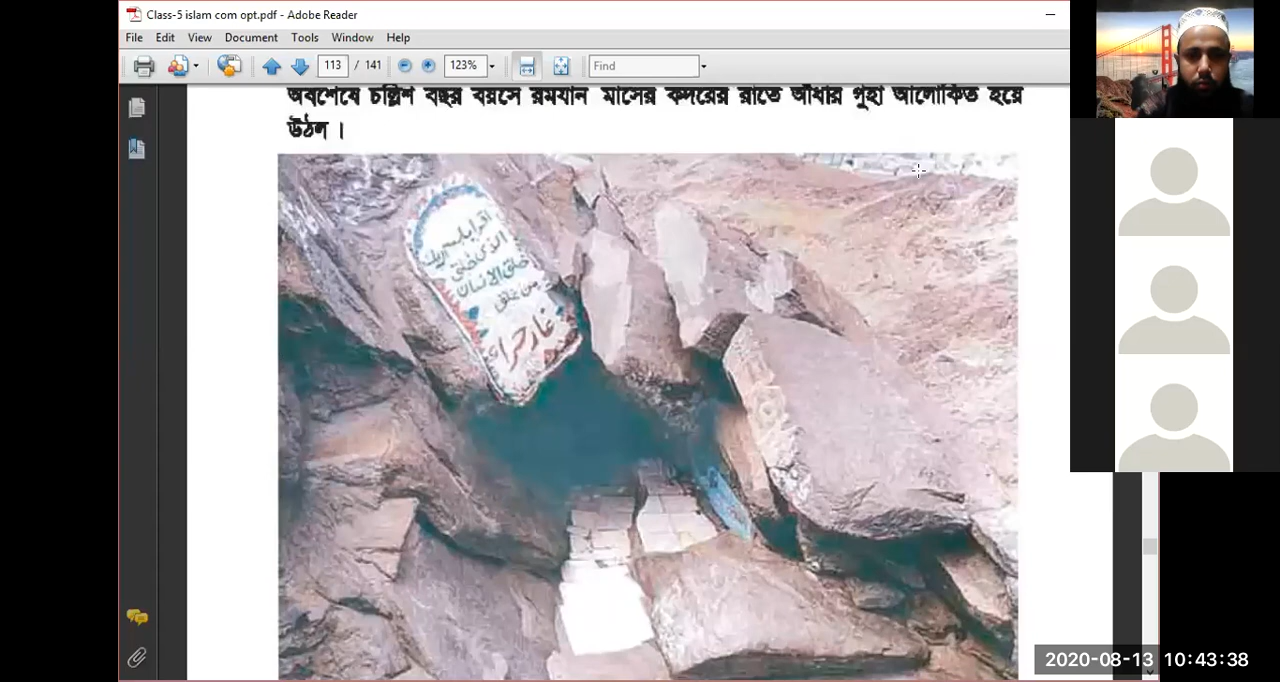 Class-5 islam com opt.pdf - Adobe Reader
File Edit View Document Tools Window Help
113 / 141 123% Find
অবশেষে চল্লিশ বছর বয়সে রমযান মাসের কদরের রাতে আঁধার গুহা আলোকিত হয়ে
উঠল ।
اقرأ باسم ربك
الذي خلق
خلق الإنسان
من علق
غار حراء
2020-08-13 10:43:38